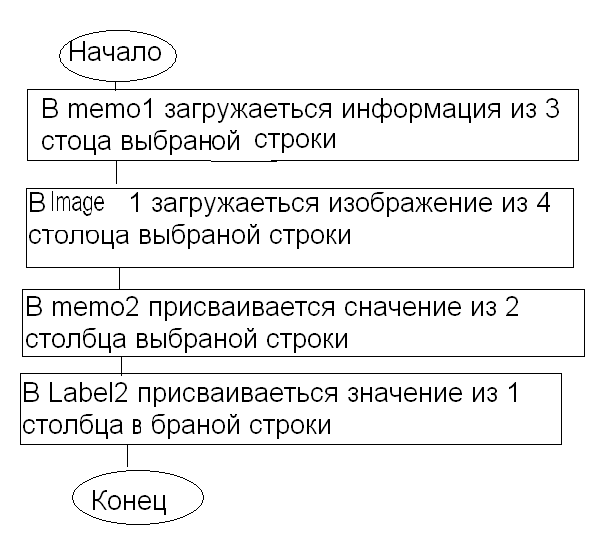 Начало
В memo1 загружаеться информация из 3
стоца выбраной строки
В Image 1 загружаеться изображение из 4
столбца выбраной строки
В memo2 присваивается сначение из 2
столбца выбраной строки
В Label2 присваиваеться значение из 1
столбца в браной строки
Конец